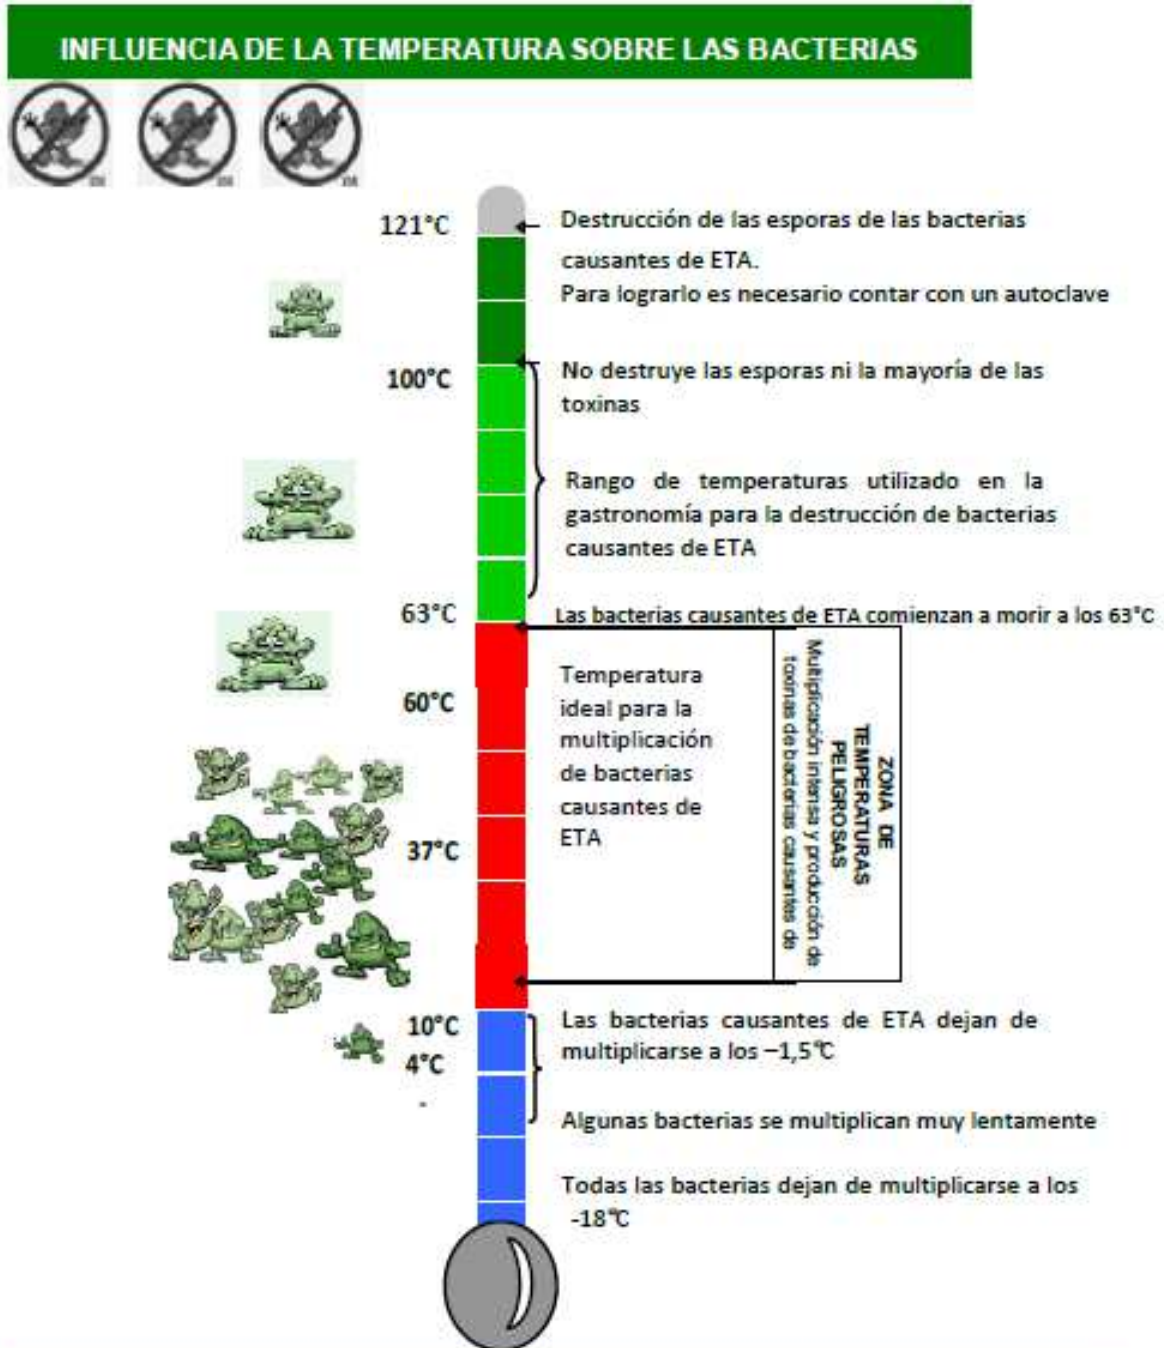 INFLUENCIA DE LA TEMPERATURA SOBRE LAS BACTERIAS
121°C
Destrucción de las esporas de las bacterias
causantes de ETA.
Para lograrlo es necesario contar con un autoclave
100°C
No destruye las esporas ni la mayoría de las
toxinas
Rango de temperaturas utilizado en la
gastronomía para la destrucción de bacterias
causantes de ETA
63°C
Las bacterias causantes de ETA comienzan a morir a los 63°C
60°C
Temperatura
ideal para la
multiplicación
de bacterias
causantes de
ETA
37°C
ZONA DE
TEMPERATURAS
PELIGROSAS
Multiplicación intensa y producción de
toxinas de bacterias causantes de
10°C
4°C
-
Las bacterias causantes de ETA dejan de
multiplicarse a los –1,5°C
Algunas bacterias se multiplican muy lentamente
Todas las bacterias dejan de multiplicarse a los
-18°C